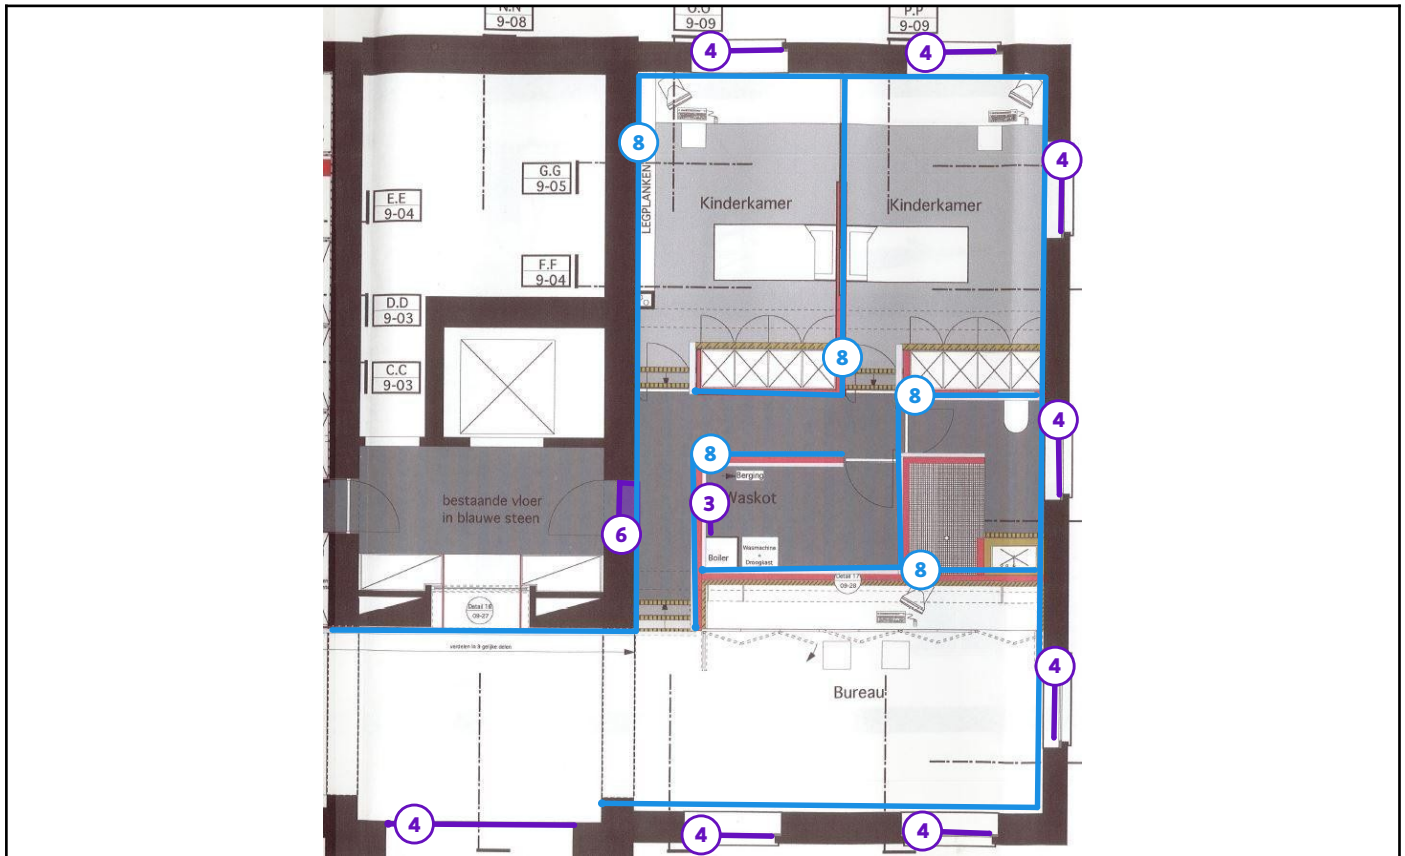 N.N
9-08
O.O
9-09
P.P
9-09
4
4
8
4
G.G
9-05
LEGPLANKEN
Kinderkamer
Kinderkamer
E.E
9-04
F.F
9-04
D.D
9-03
8
C.C
9-03
8
4
8
Berging
Waskot
3
bestaande vloer
in blauwe steen
6
Boiler
Wasmachine
+
Droogkast
8
Detail 17
09-28
Detail 18
09-27
verdelen in 9 gelijke delen
4
Bureau
4
4
4